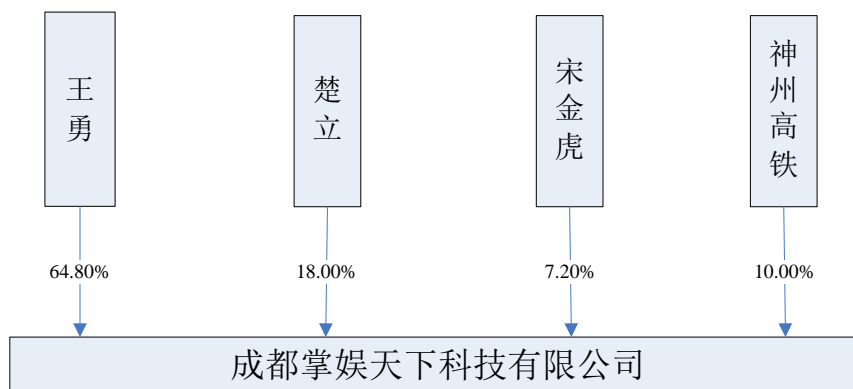 王勇
楚立
宋金虎
神州高铁
64.80%
18.00%
7.20%
10.00%
成都掌娱天下科技有限公司